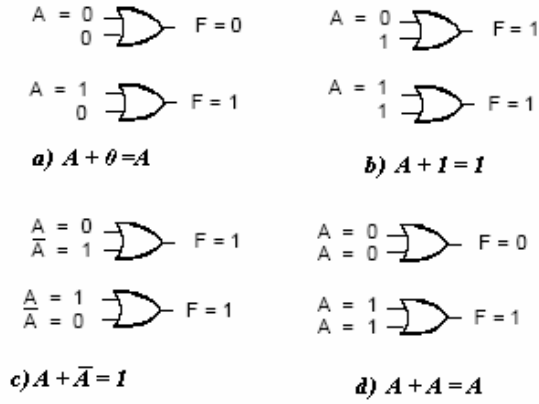 A = 0
0
F = 0
A = 1
0
F = 1
a) A + 0 =A
A = 0
1
F = 1
A = 1
1
F = 1
b) A + 1 = 1
A = 0
A̅ = 1
F = 1
A = 1
A̅ = 0
F = 1
c) A + A̅ = 1
A = 0
A = 0
F = 0
A = 1
A = 1
F = 1
d) A + A = A